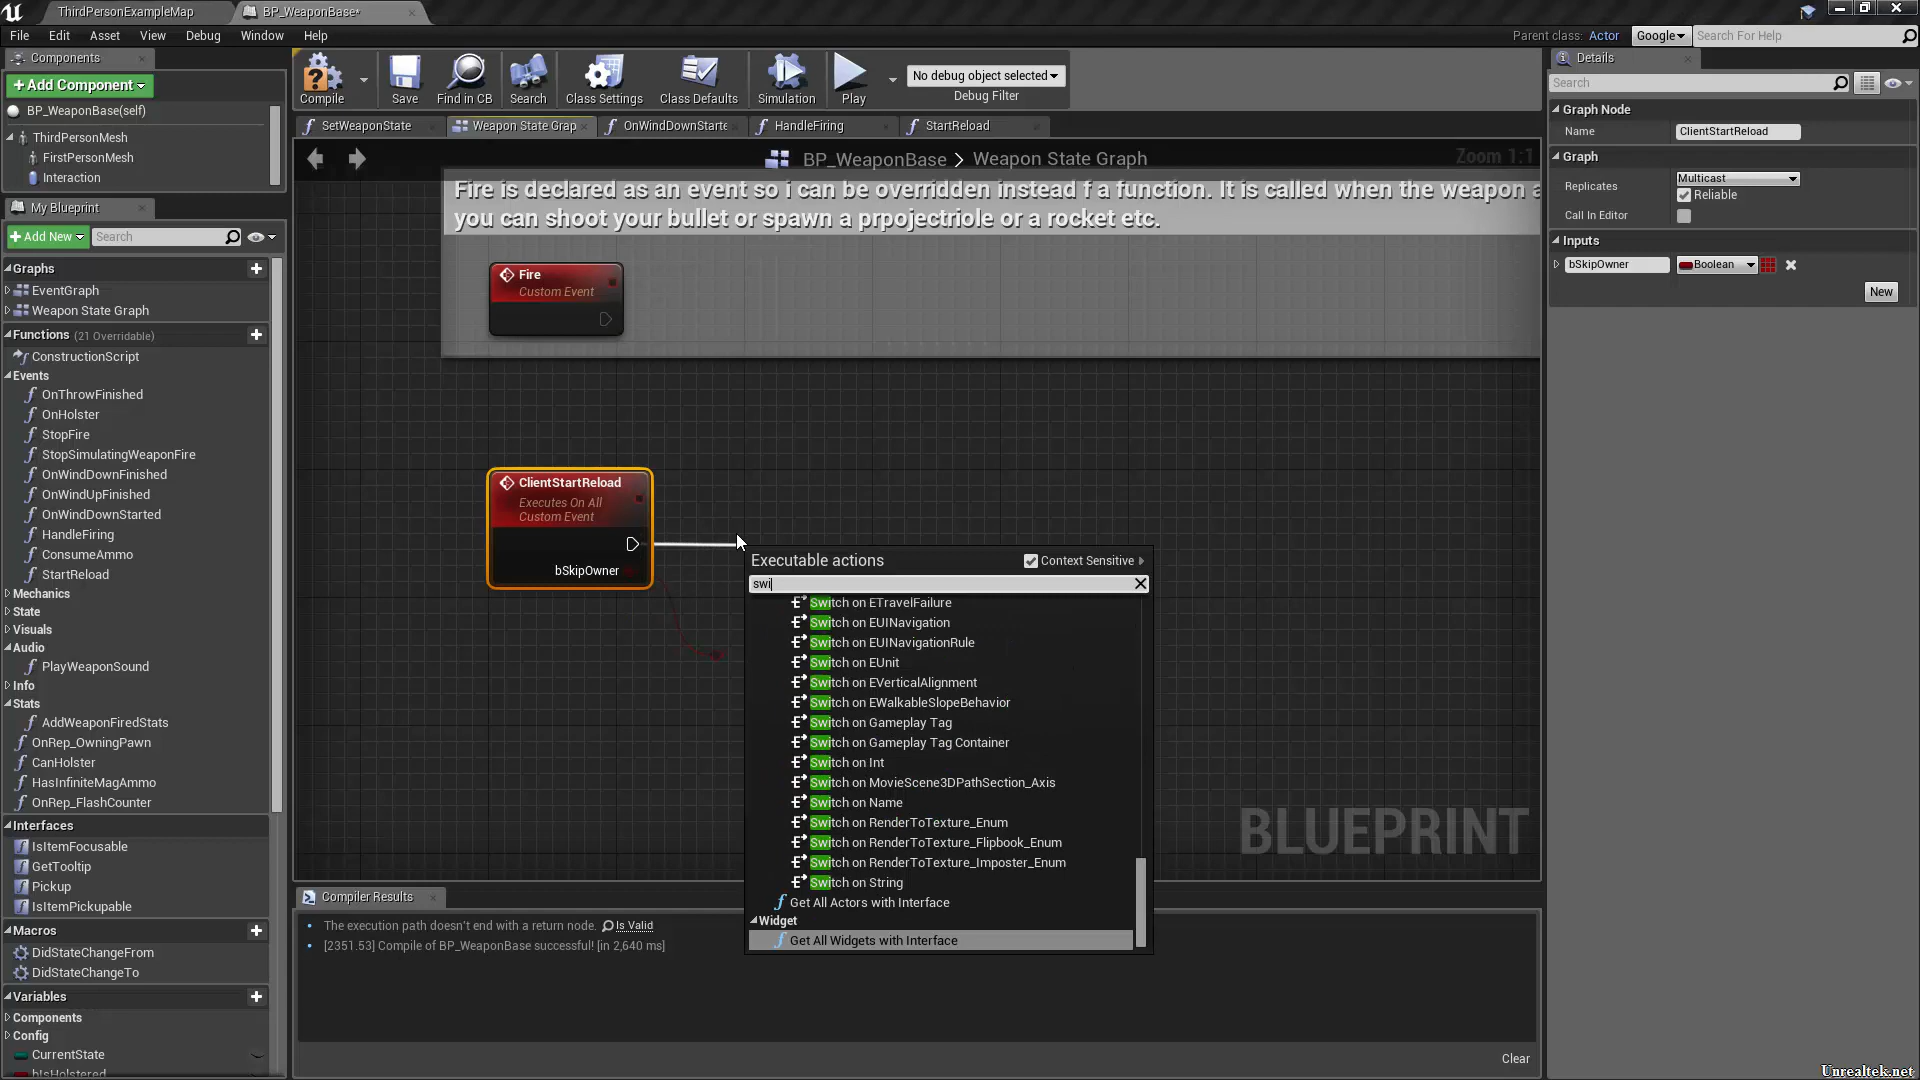 ThirdPersonExampleMap
BP_WeaponBase*
File Edit Asset View Debug Window Help
Parent class: Actor
Google
Search For Help
Components
+Add Component
BP_WeaponBase(self)
ThirdPersonMesh
FirstPersonMesh
Interaction
My Blueprint
+Add New
Search
Graphs
EventGraph
Weapon State Graph
Functions (21 Overridable)
ConstructionScript
Events
OnThrowFinished
OnHolster
StopFire
StopSimulatingWeaponFire
OnWindDownFinished
OnWindUpFinished
OnWindDownStarted
HandleFiring
ConsumeAmmo
StartReload
Mechanics
State
Visuals
Audio
PlayWeaponSound
Info
Stats
AddWeaponFiredStats
OnRep_OwningPawn
CanHolster
HasInfiniteMagAmmo
OnRep_FlashCounter
Interfaces
IsItemFocusable
GetTooltip
Pickup
IsItemPickupable
Macros
DidStateChangeFrom
DidStateChangeTo
Variables
Components
Config
CurrentState
bIsHolstered
Compile
Save
Find in CB
Search
Class Settings
Class Defaults
Simulation
Play
No debug object selected
Debug Filter
SetWeaponState
Weapon State Grap
OnWindDownStarte
HandleFiring
StartReload
BP_WeaponBase > Weapon State Graph
Zoom 1:1
Fire is declared as an event so i can be overridden instead f a function. It is called when the weapon a
you can shoot your bullet or spawn a prpojectriole or a rocket etc.
Fire
Custom Event
ClientStartReload
Executes On All
Custom Event
bSkipOwner
Executable actions
Context Sensitive
swi
Switch on ETravelFailure
Switch on EUINavigation
Switch on EUINavigationRule
Switch on EUnit
Switch on EVerticalAlignment
Switch on EWalkableSlopeBehavior
Switch on Gameplay Tag
Switch on Gameplay Tag Container
Switch on Int
Switch on MovieScene3DPathSection_Axis
Switch on Name
Switch on RenderToTexture_Enum
Switch on RenderToTexture_Flipbook_Enum
Switch on RenderToTexture_Imposter_Enum
Switch on String
Get All Actors with Interface
Widget
Get All Widgets with Interface
BLUEPRINT
Compiler Results
The execution path doesn't end with a return node. Is Valid
[2351.53] Compile of BP_WeaponBase successful! [in 2,640 ms]
Clear
Details
Search
Graph Node
Name
ClientStartReload
Graph
Replicates
Multicast
Reliable
Call In Editor
Inputs
bSkipOwner
Boolean
New
Unrealtek.net